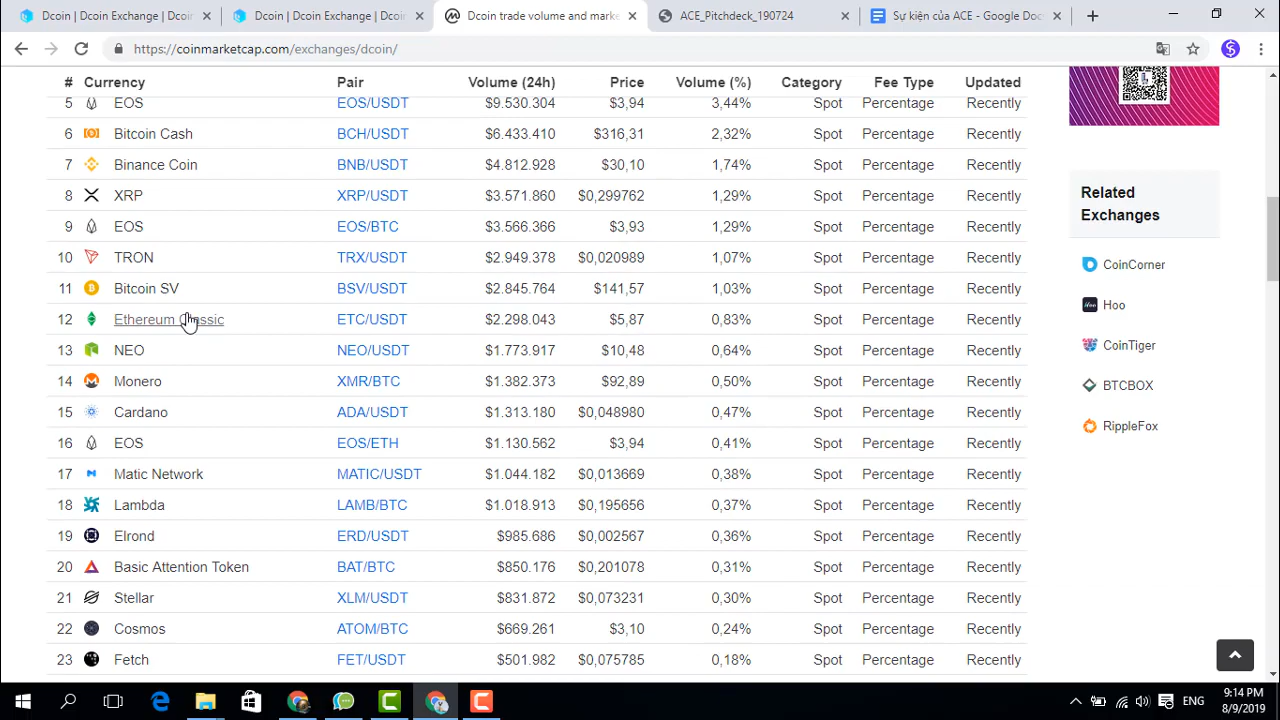 Dcoin | Dcoin Exchange | Dcoin
Dcoin | Dcoin Exchange | Dcoin
Dcoin trade volume and marke
ACE_Pitchdeck_190724
Sự kiện của ACE - Google Doc
https://coinmarketcap.com/exchanges/dcoin/
# Currency Pair Volume (24h) Price Volume (%) Category Fee Type Updated
5 EOS EOS/USDT $9.530.304 $3,94 3,44% Spot Percentage Recently
6 Bitcoin Cash BCH/USDT $6.433.410 $316,31 2,32% Spot Percentage Recently
7 Binance Coin BNB/USDT $4.812.928 $30,10 1,74% Spot Percentage Recently
8 XRP XRP/USDT $3.571.860 $0,299762 1,29% Spot Percentage Recently
9 EOS EOS/BTC $3.566.366 $3,93 1,29% Spot Percentage Recently
10 TRON TRX/USDT $2.949.378 $0,020989 1,07% Spot Percentage Recently
11 Bitcoin SV BSV/USDT $2.845.764 $141,57 1,03% Spot Percentage Recently
12 Ethereum Classic ETC/USDT $2.298.043 $5,87 0,83% Spot Percentage Recently
13 NEO NEO/USDT $1.773.917 $10,48 0,64% Spot Percentage Recently
14 Monero XMR/BTC $1.382.373 $92,89 0,50% Spot Percentage Recently
15 Cardano ADA/USDT $1.313.180 $0,048980 0,47% Spot Percentage Recently
16 EOS EOS/ETH $1.130.562 $3,94 0,41% Spot Percentage Recently
17 Matic Network MATIC/USDT $1.044.182 $0,013669 0,38% Spot Percentage Recently
18 Lambda LAMB/BTC $1.018.913 $0,195656 0,37% Spot Percentage Recently
19 Elrond ERD/USDT $985.686 $0,002567 0,36% Spot Percentage Recently
20 Basic Attention Token BAT/BTC $850.176 $0,201078 0,31% Spot Percentage Recently
21 Stellar XLM/USDT $831.872 $0,073231 0,30% Spot Percentage Recently
22 Cosmos ATOM/BTC $669.261 $3,10 0,24% Spot Percentage Recently
23 Fetch FET/USDT $501.982 $0,075785 0,18% Spot Percentage Recently
Related
Exchanges
CoinCorner
Hoo
CoinTiger
BTCBOX
RippleFox
ENG
9:14 PM
8/9/2019